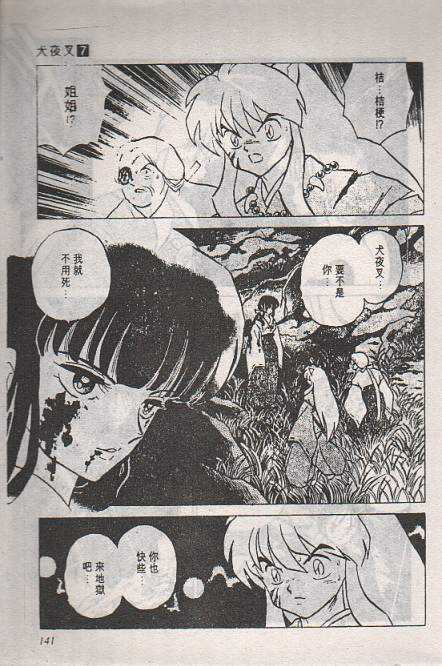 犬夜叉 7
桔…桔梗!?
姐姐!?
犬夜叉…
要不是
你…
我就
不用死…
你也
快些…
來地獄
吧…
141